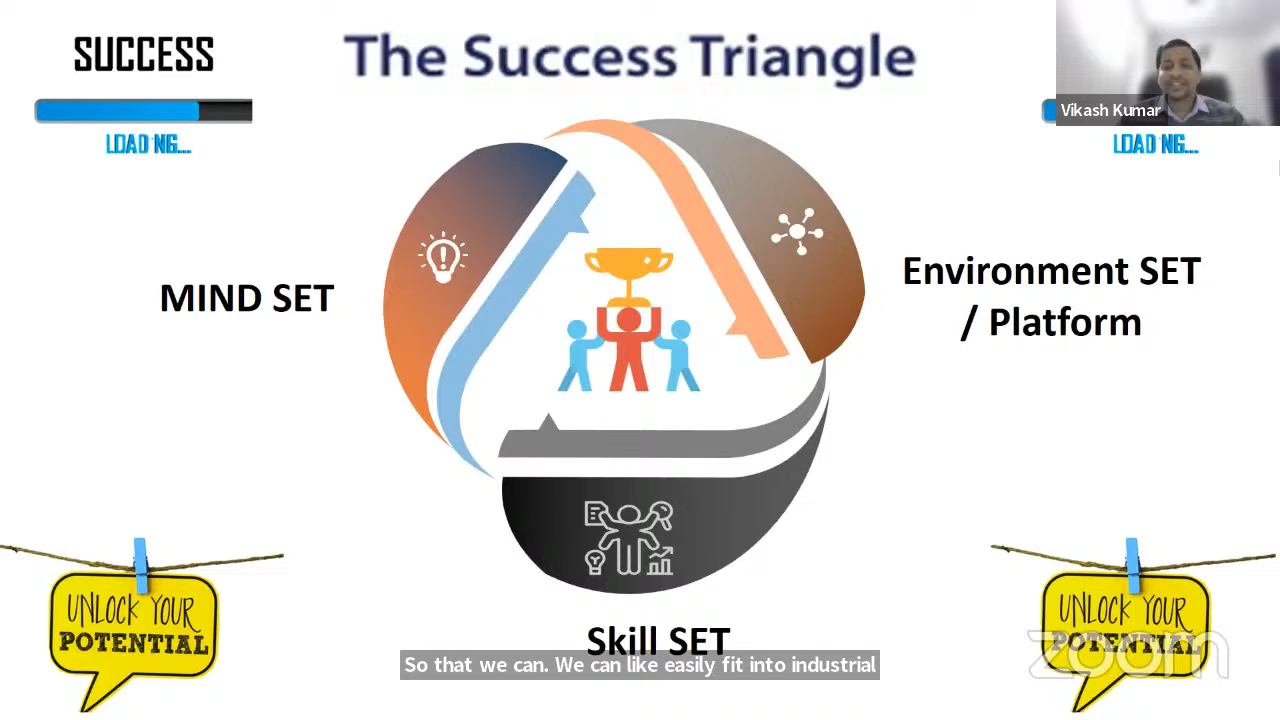 SUCCESS
LOADING...
The Success Triangle
Vikash Kumar
LOADING...
MIND SET
Environment SET
/ Platform
Skill SET
So that we can. We can like easily fit into industrial
UNLOCK YOUR
POTENTIAL
UNLOCK YOUR
POTENTIAL
zoom